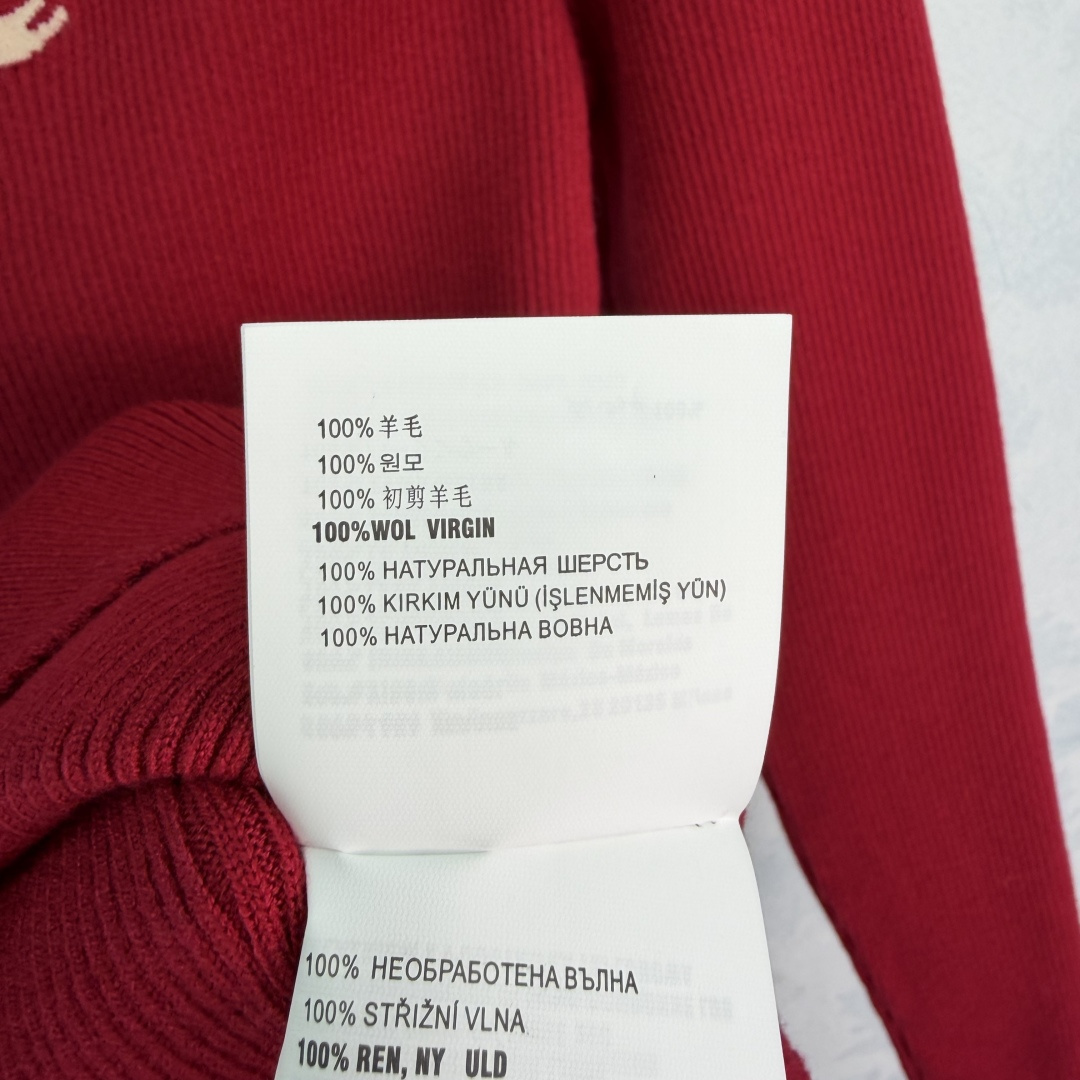 100% 羊毛
100% 원모
100% 初剪羊毛
100%WOL VIRGIN
100% НАТУРАЛЬНАЯ ШЕРСТЬ
100% KIRKIM YÜNÜ (İŞLENMEMİŞ YÜN)
100% НАТУРАЛЬНА ВОВНА
100% НЕОБРАБОТЕНА ВЪЛНА
100% STŘIŽNÍ VLNA
100% REN, NY ULD